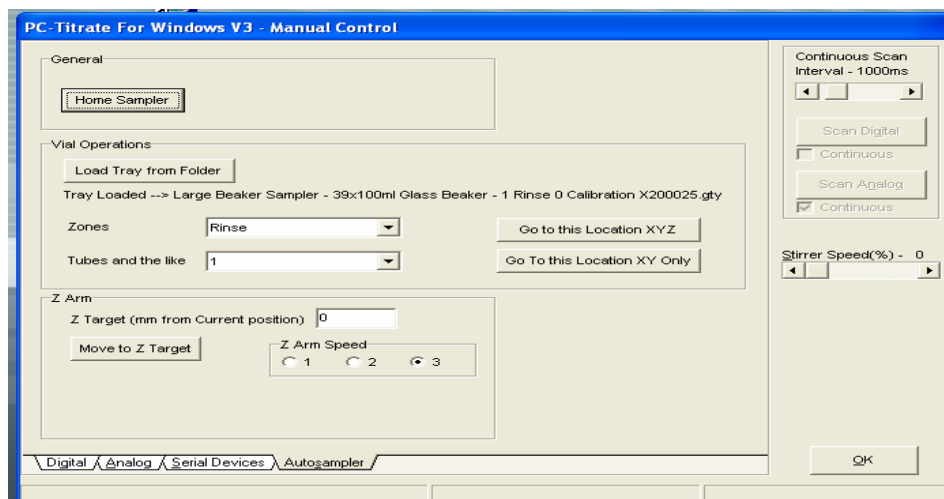 PC-Titrate For Windows V3 - Manual Control
General
Home Sampler
Vial Operations
Load Tray from Folder
Tray Loaded --> Large Beaker Sampler - 39x100ml Glass Beaker - 1 Rinse 0 Calibration X200025.gty
Zones Rinse Go to this Location XYZ
Tubes and the like 1 Go To this Location XY Only
Z Arm
Z Target (mm from Current position) 0
Move to Z Target
Z Arm Speed
1 2 3
Digital Analog Serial Devices Autosampler
Continuous Scan
Interval - 1000ms
Scan Digital
Continuous
Scan Analog
Continuous
Stirrer Speed(%) - 0
OK